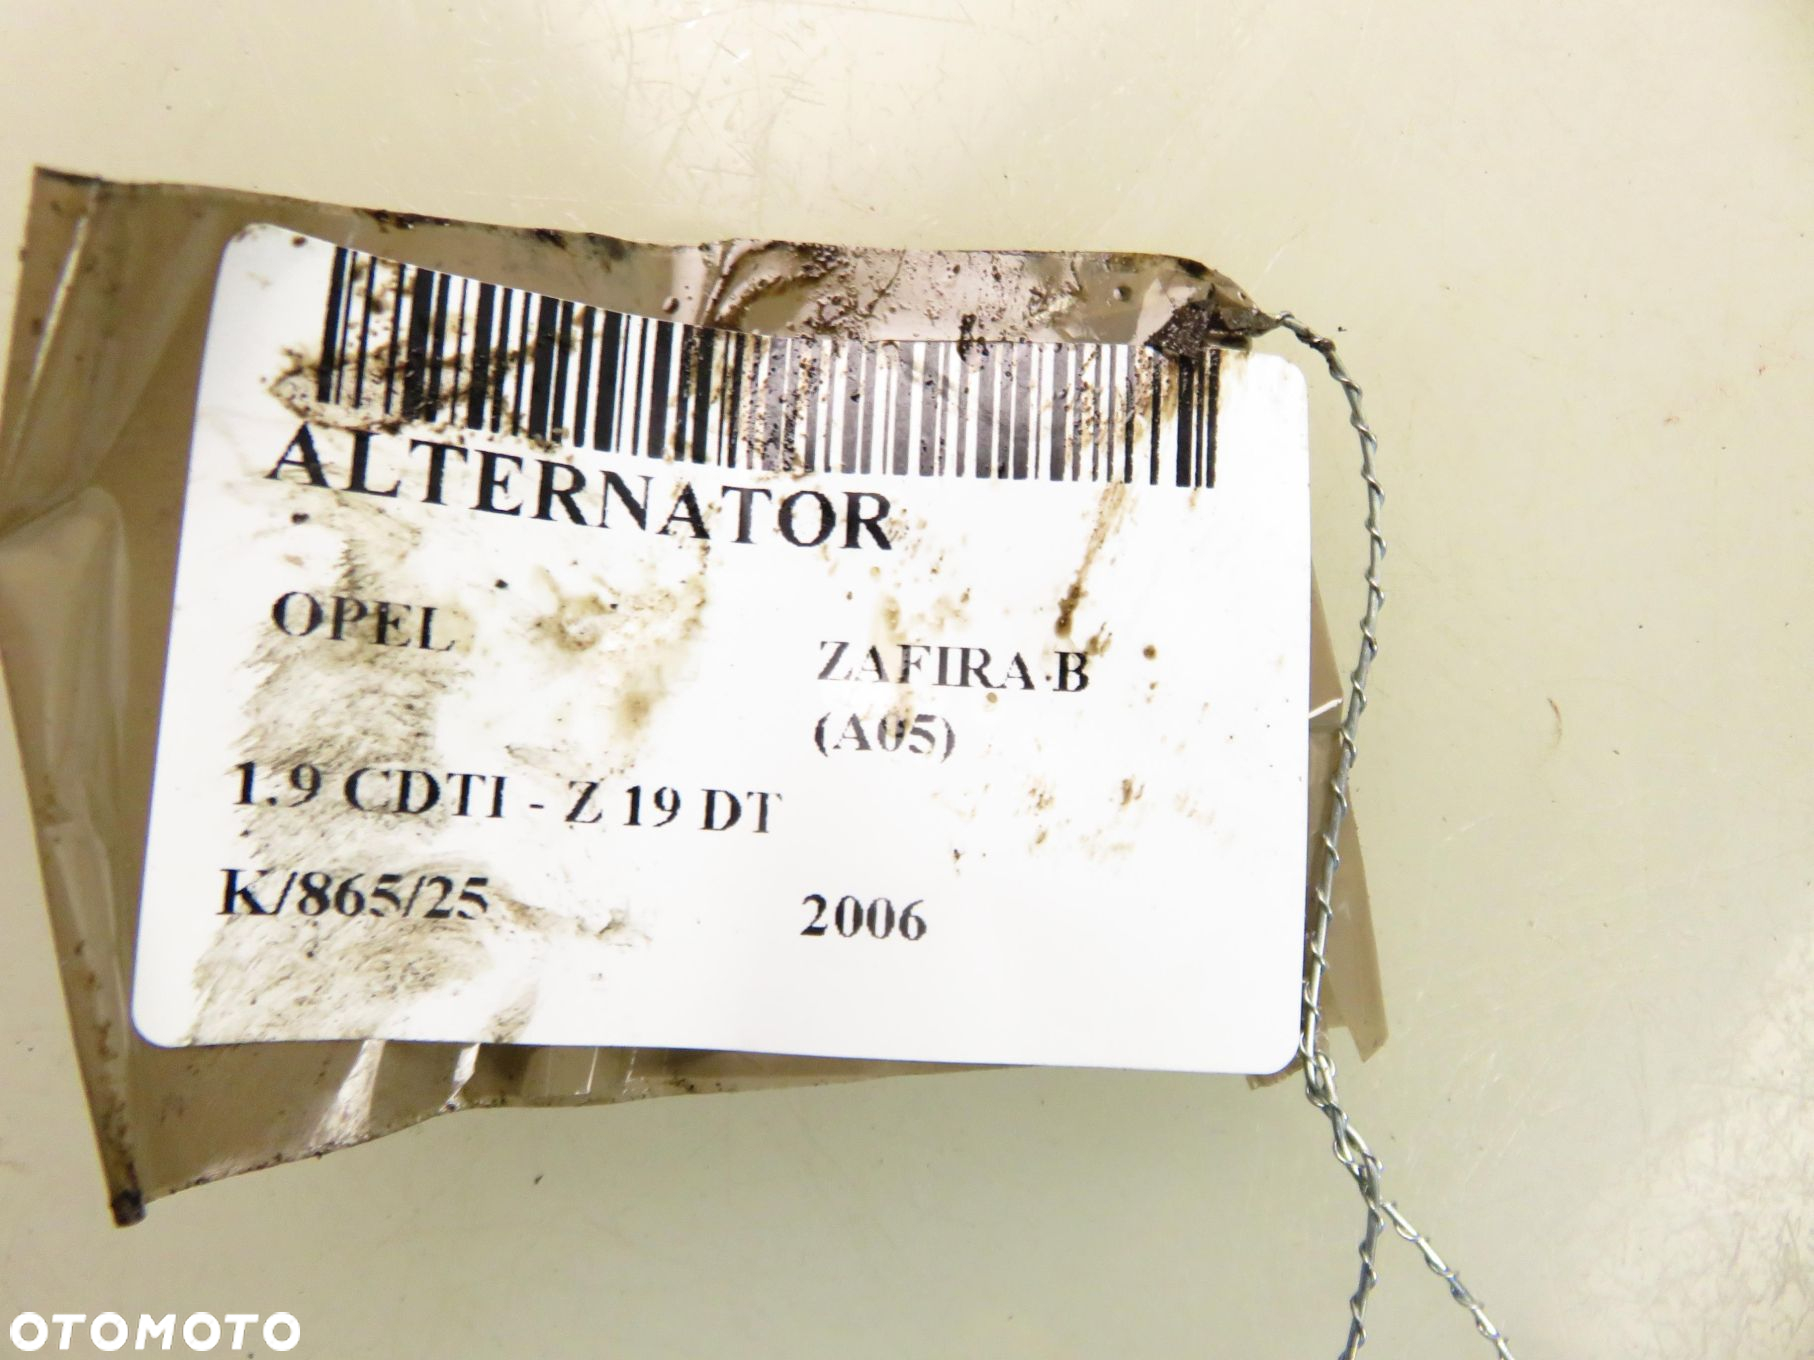 ALTERNATOR
OPEL
ZAFIRA B
(A05)
1.9 CDTI - Z 19 DT
K/865/25
2006
OTOMOTO